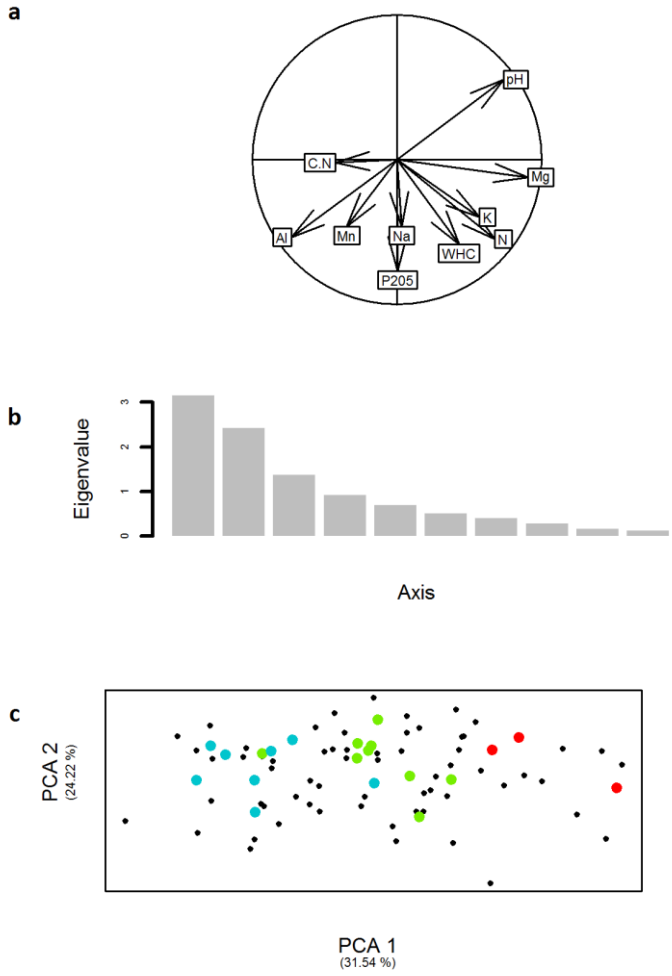 a
pH
C.N
Mg
K
Al
Mn
Na
N
WHC
P205
b
Eigenvalue
0
1
2
3
Axis
c
PCA 2
(24.22 %)
PCA 1
(31.54 %)